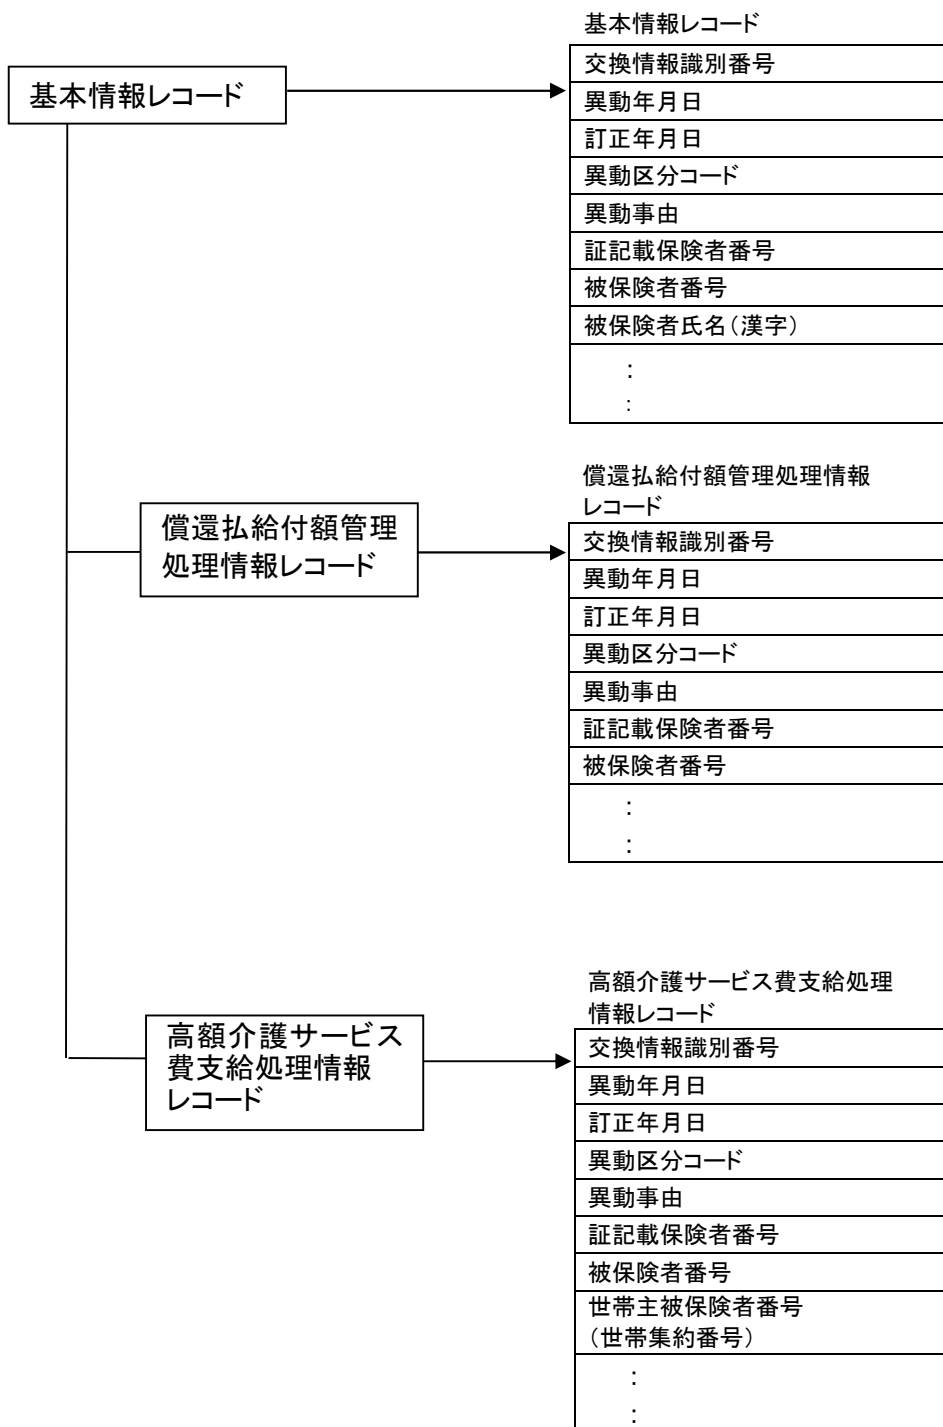 基本情報レコード
基本情報レコード
交換情報識別番号
異動年月日
訂正年月日
異動区分コード
異動事由
証記載保険者番号
被保険者番号
被保険者氏名（漢字）
：
：
償還払給付額管理
処理情報レコード
償還払給付額管理処理情報
レコード
交換情報識別番号
異動年月日
訂正年月日
異動区分コード
異動事由
証記載保険者番号
被保険者番号
：
：
高額介護サービス
費支給処理情報
レコード
高額介護サービス費支給処理
情報レコード
交換情報識別番号
異動年月日
訂正年月日
異動区分コード
異動事由
証記載保険者番号
被保険者番号
世帯主被保険者番号
（世帯集約番号）
：
：